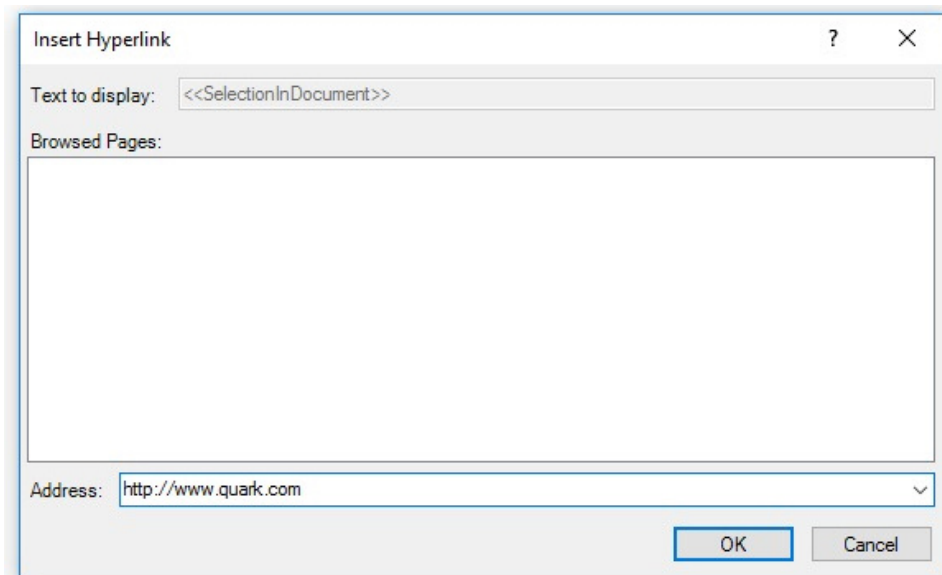 Insert Hyperlink ?
Text to display: <<SelectionInDocument>>
Browsed Pages:
Address: http://www.quark.com
OK Cancel